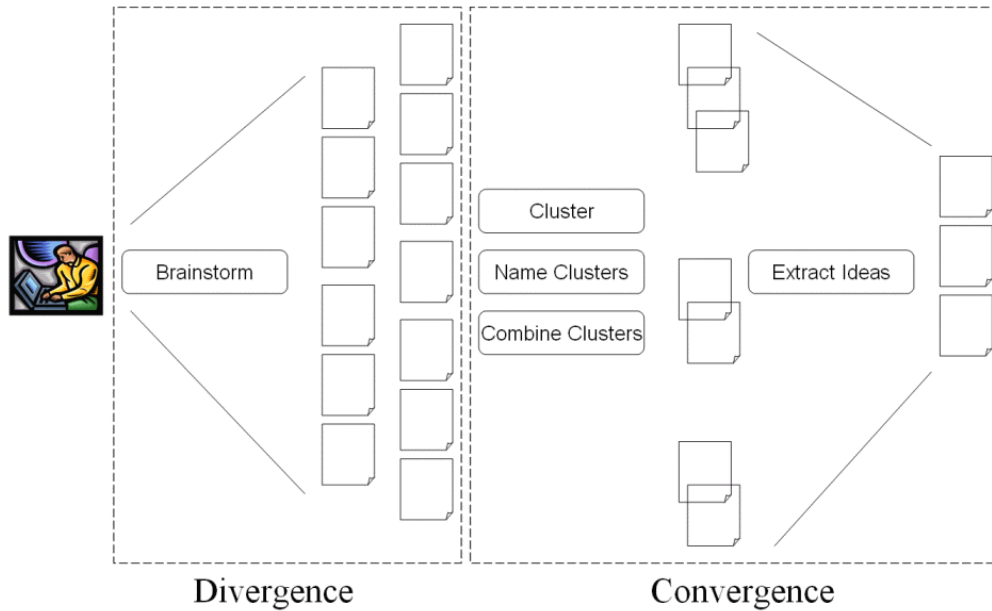 Brainstorm
Cluster
Name Clusters
Combine Clusters
Extract Ideas
Divergence
Convergence